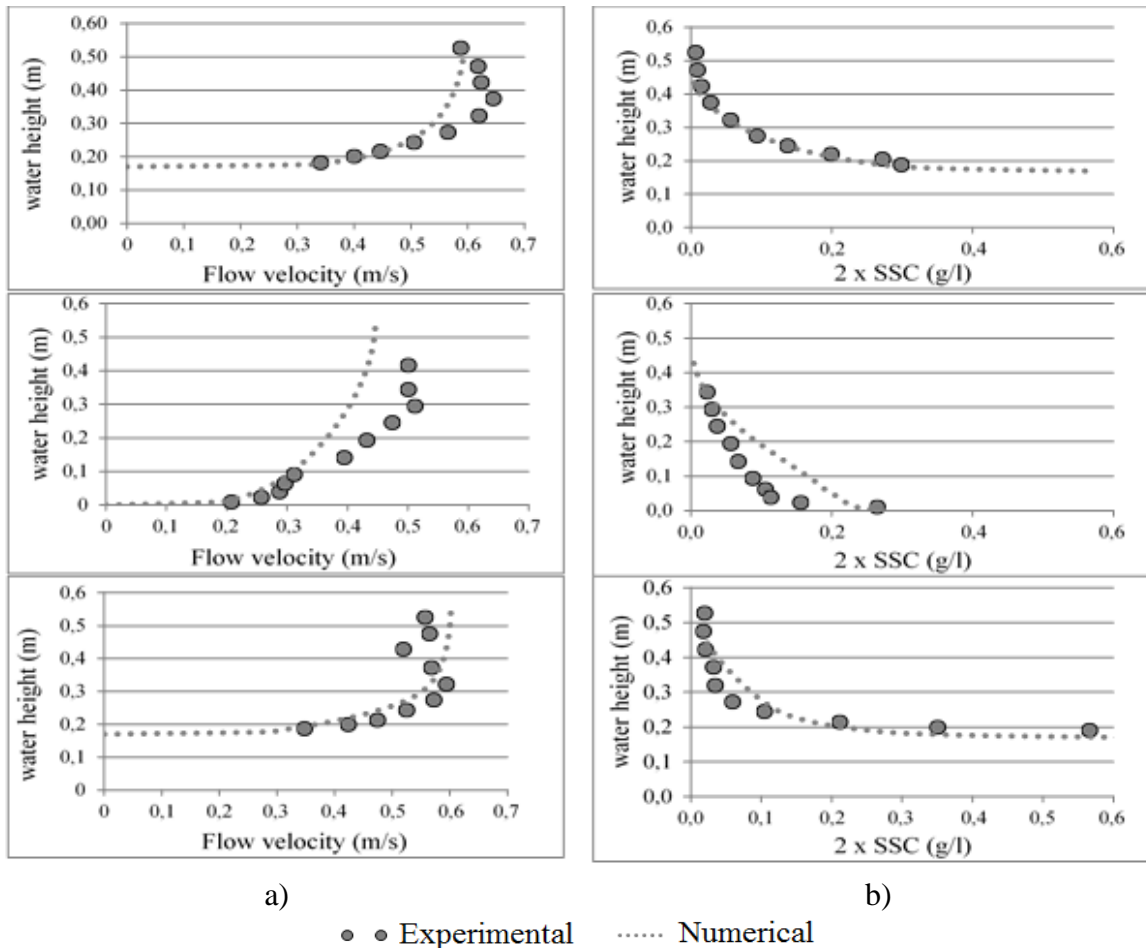 water height (m)
0,60
0,50
0,40
0,30
0,20
0,10
0,00
0 0,1 0,2 0,3 0,4 0,5 0,6 0,7
Flow velocity (m/s)
water height (m)
0,6
0,5
0,4
0,3
0,2
0,1
0,0
0,0 0,2 0,4 0,6
2 x SSC (g/l)
water height (m)
0,6
0,5
0,4
0,3
0,2
0,1
0
0 0,1 0,2 0,3 0,4 0,5 0,6 0,7
Flow velocity (m/s)
water height (m)
0,6
0,5
0,4
0,3
0,2
0,1
0,0
0,0 0,2 0,4 0,6
2 x SSC (g/l)
water height (m)
0,6
0,5
0,4
0,3
0,2
0,1
0
0 0,1 0,2 0,3 0,4 0,5 0,6 0,7
Flow velocity (m/s)
water height (m)
0,6
0,5
0,4
0,3
0,2
0,1
0,0
0,0 0,1 0,2 0,3 0,4 0,5 0,6
2 x SSC (g/l)
a) b)
Experimental Numerical